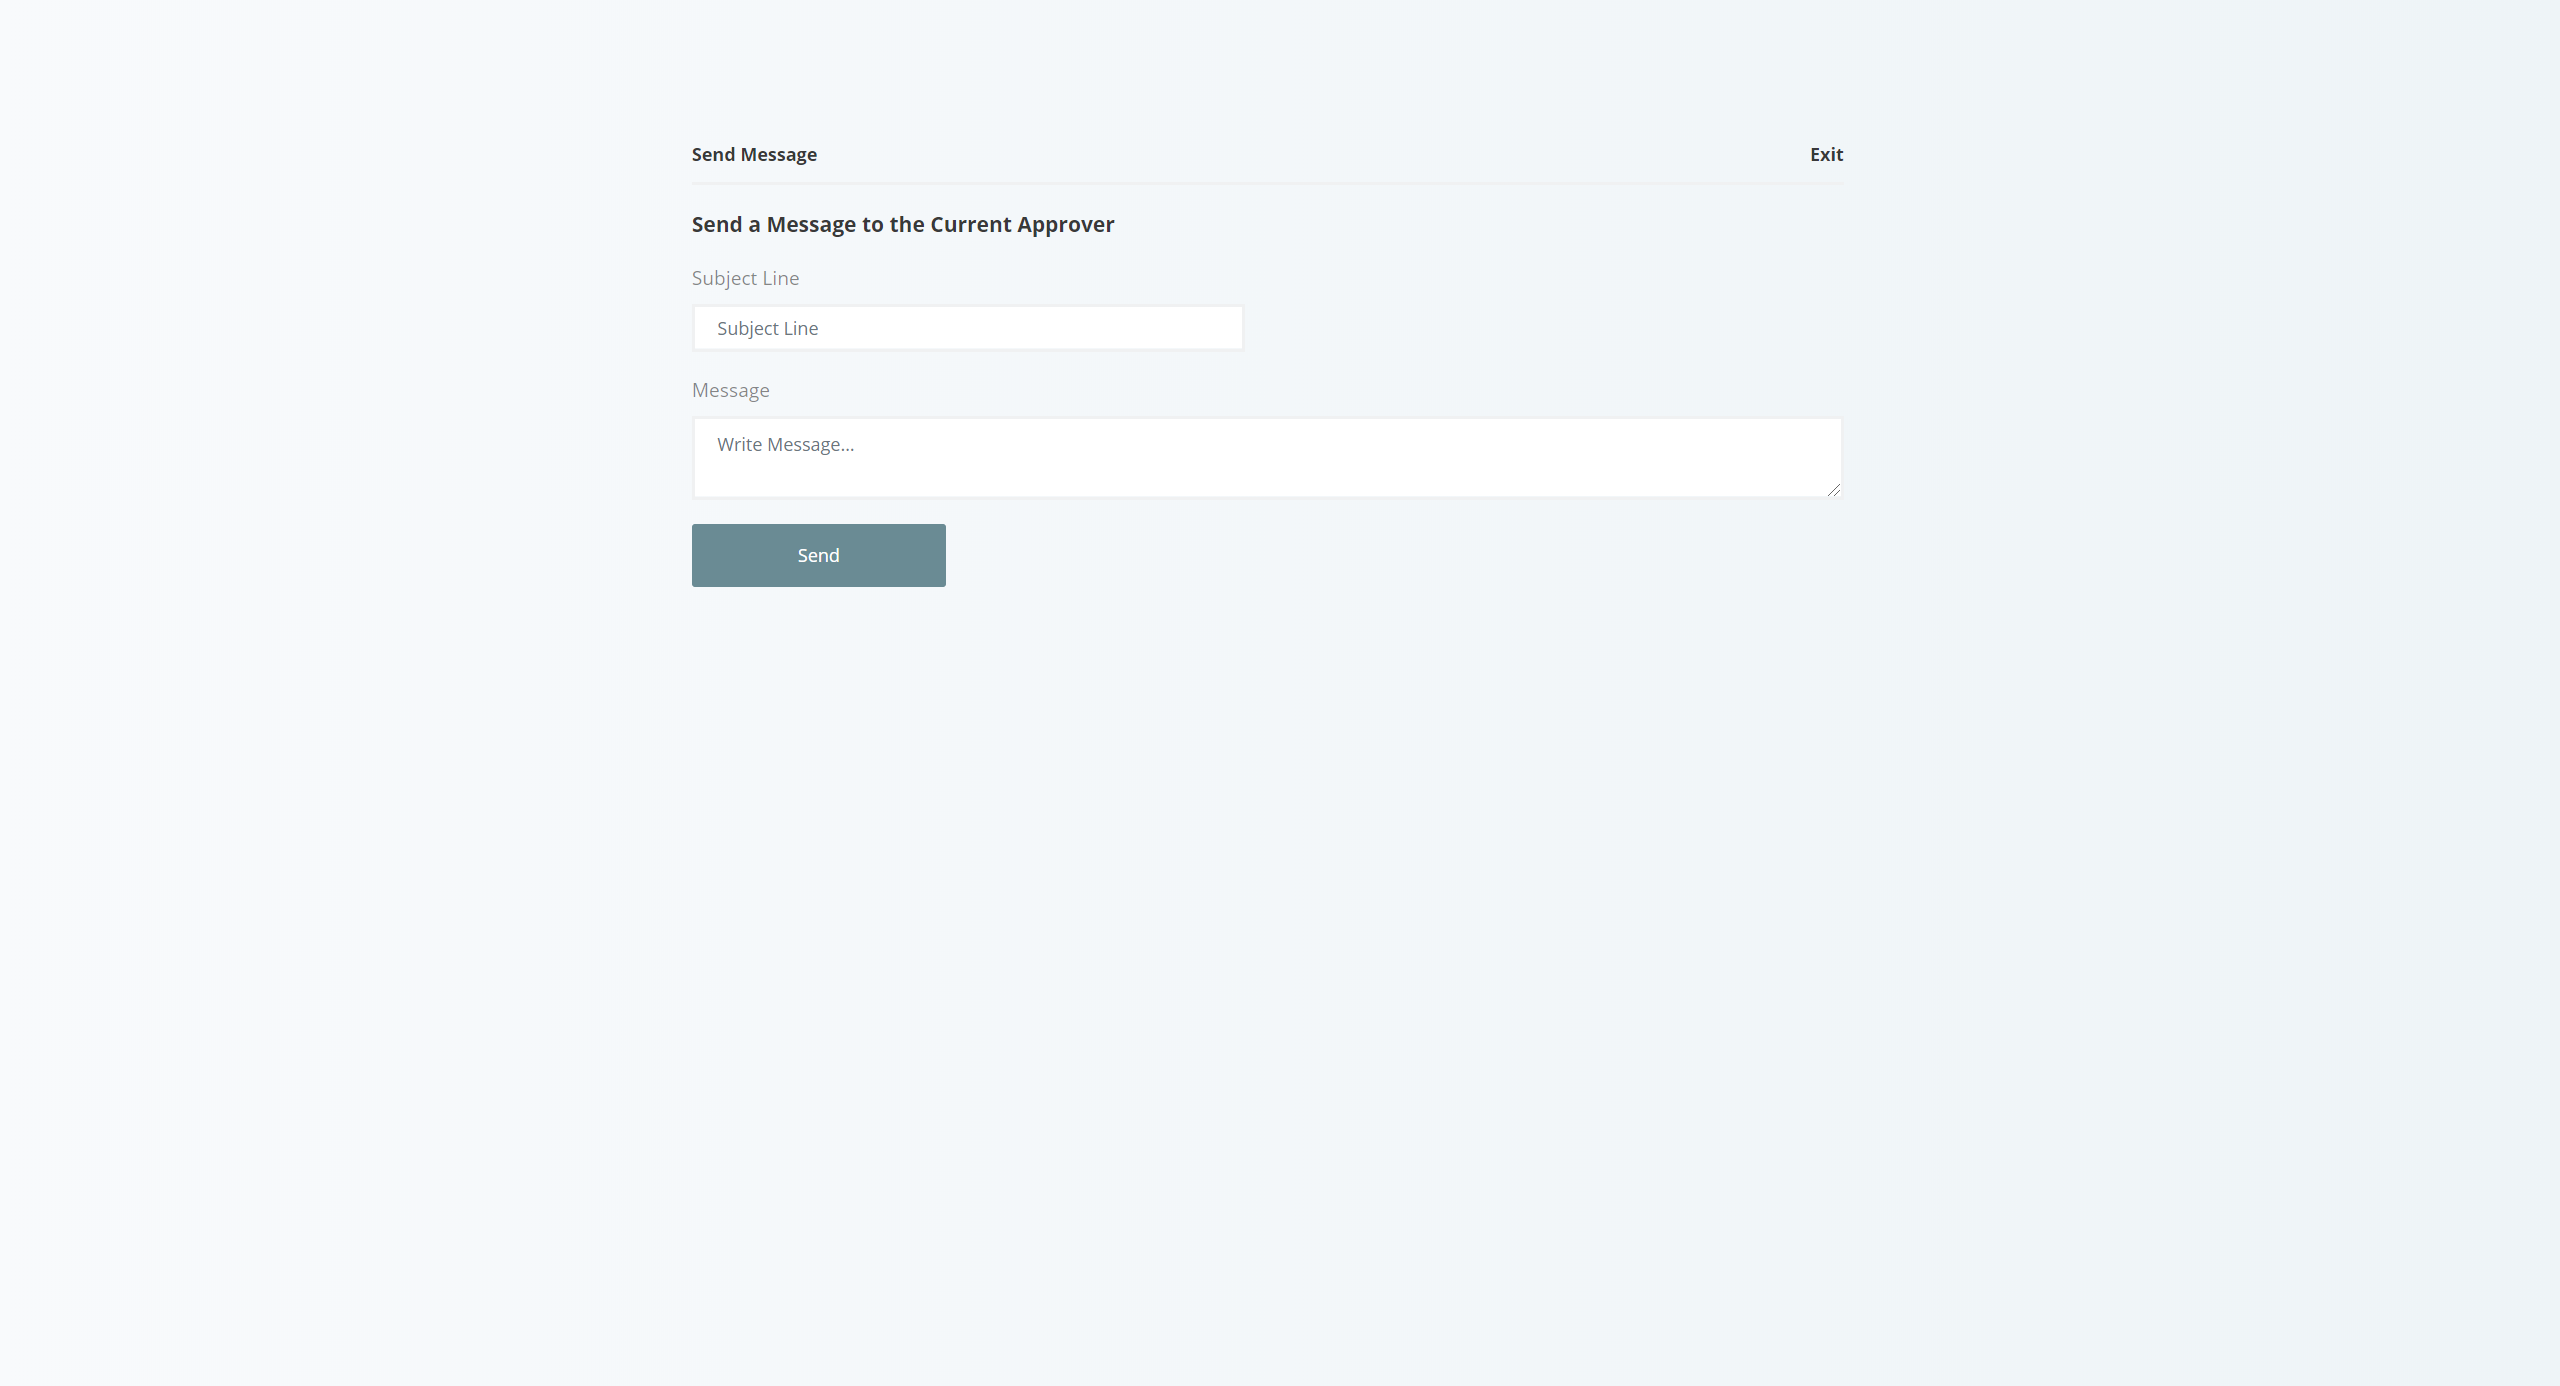 Send Message
Exit
Send a Message to the Current Approver
Subject Line
Subject Line
Message
Write Message...
Send